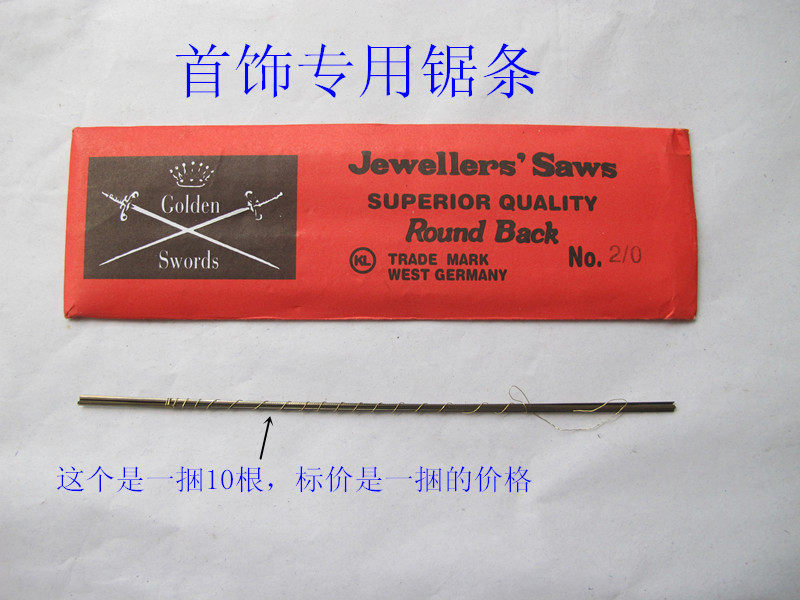 首饰专用锯条
Golden
Swords
Jewellers' Saws
SUPERIOR QUALITY
Round Back
KL TRADE MARK
WEST GERMANY
No. 2/0
这个是一捆10根，标价是一捆的价格